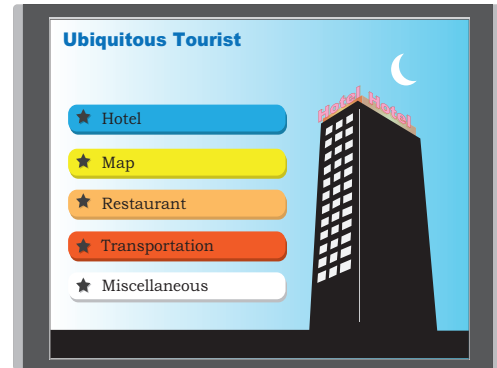 Ubiquitous Tourist
Hotel Hotel
Hotel
Map
Restaurant
Transportation
Miscellaneous